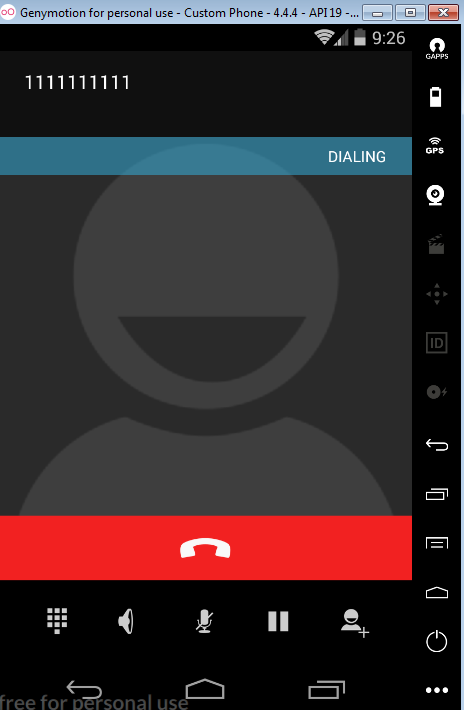 Genymotion for personal use - Custom Phone - 4.4.4 - API 19 - ...
9:26
GAPPS
1111111111
GPS
DIALING
ID
free for personal use